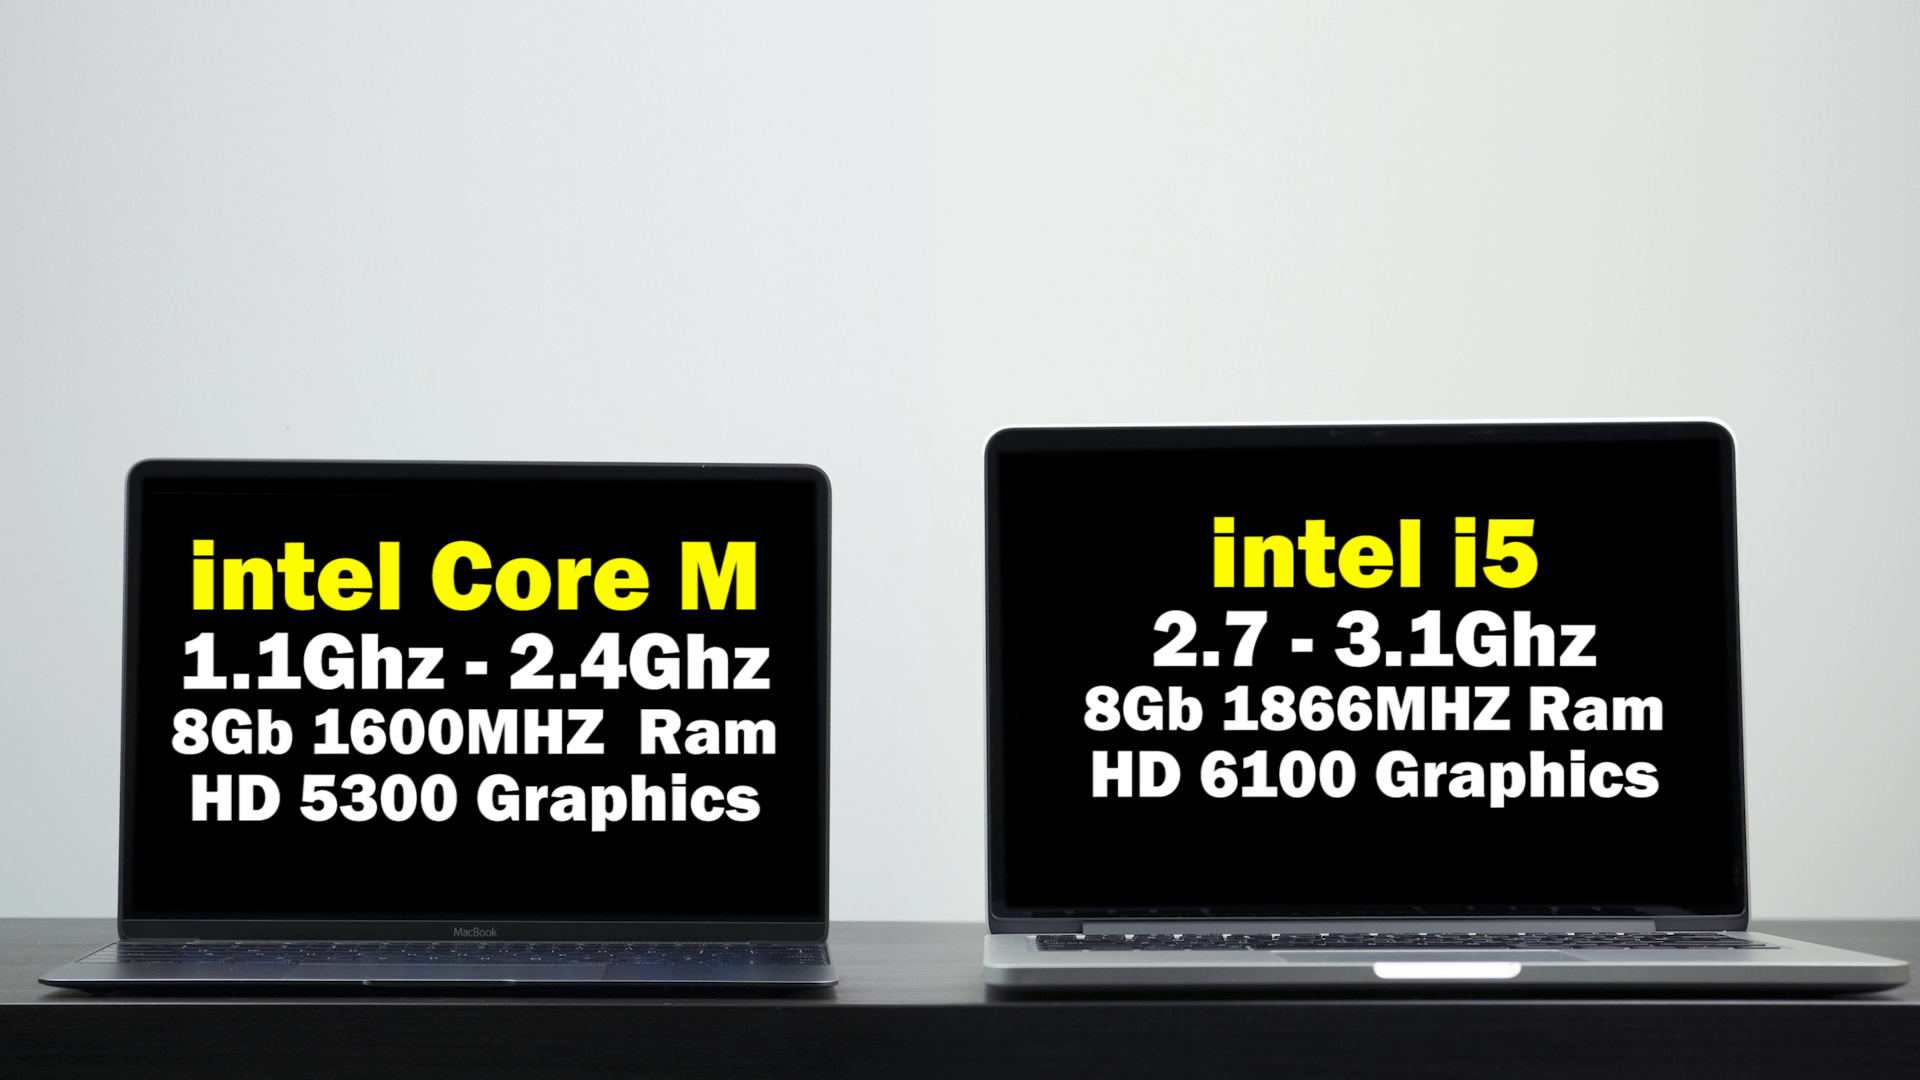 intel Core M
1.1Ghz - 2.4Ghz
8Gb 1600MHZ  Ram
HD 5300 Graphics
MacBook
intel i5
2.7 - 3.1Ghz
8Gb 1866MHZ Ram
HD 6100 Graphics